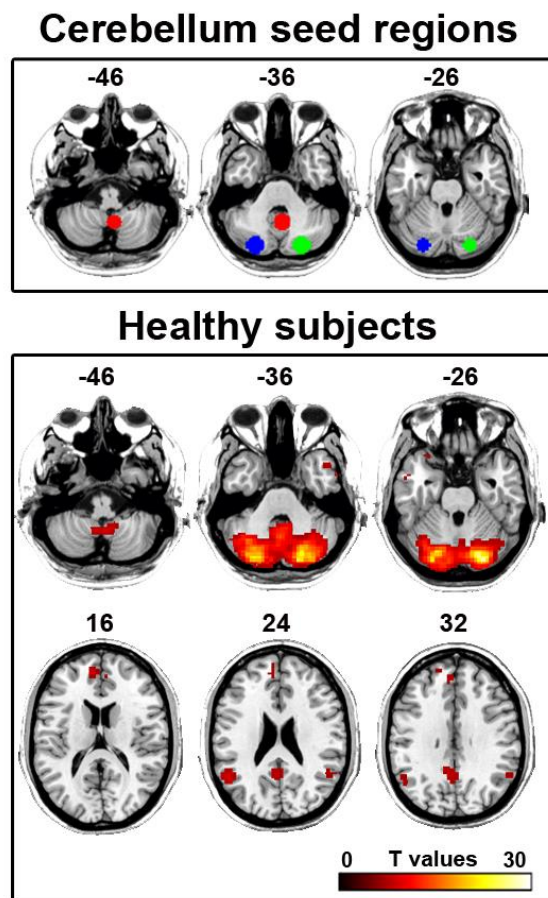 Cerebellum seed regions
-46 -36 -26
Healthy subjects
-46 -36 -26
16 24 32
0 T values 30